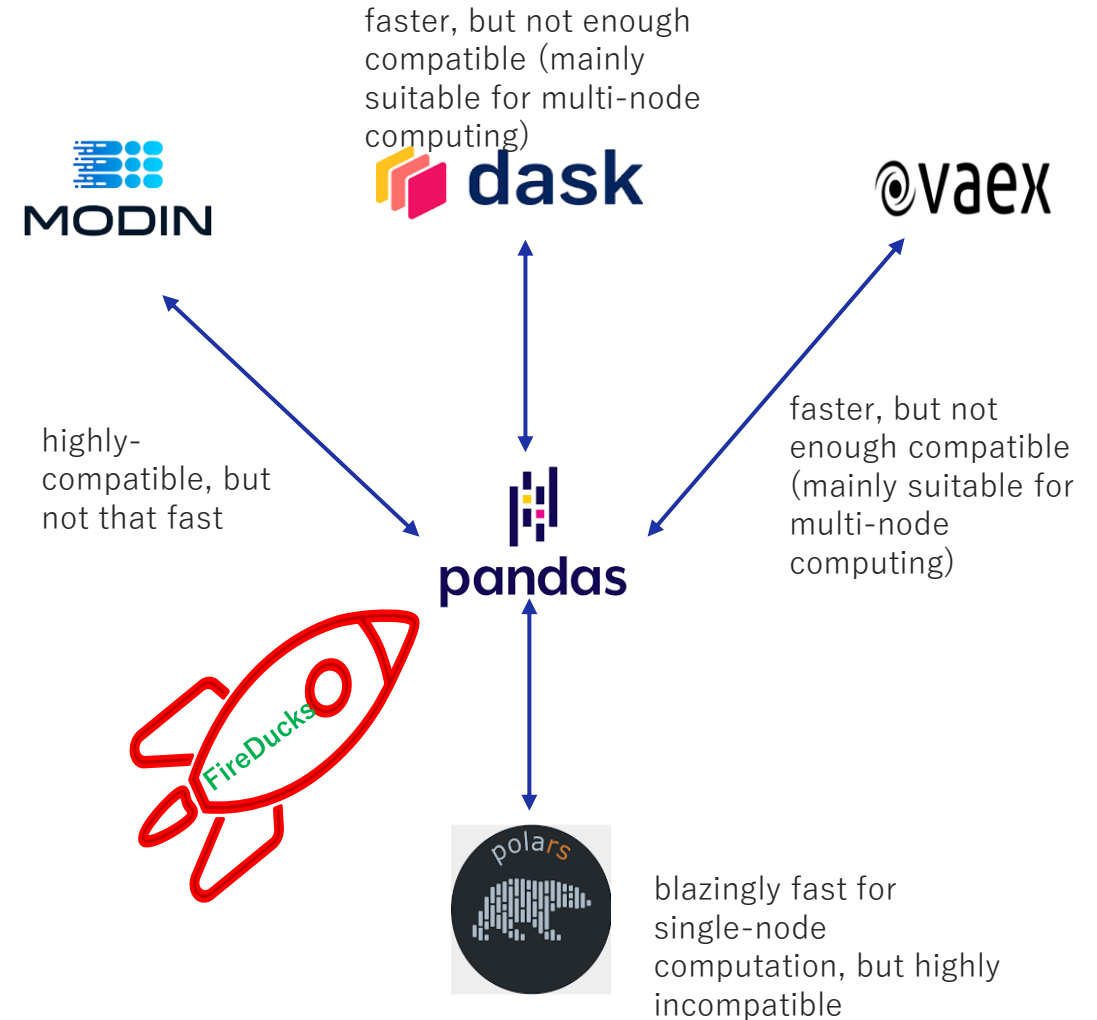 faster, but not enough
compatible (mainly
suitable for multi-node
computing)
MODIN
dask
vaex
highly-
compatible, but
not that fast
faster, but not
enough compatible
(mainly suitable for
multi-node
computing)
pandas
FireDucks
polars
blazingly fast for
single-node
computation, but highly
incompatible